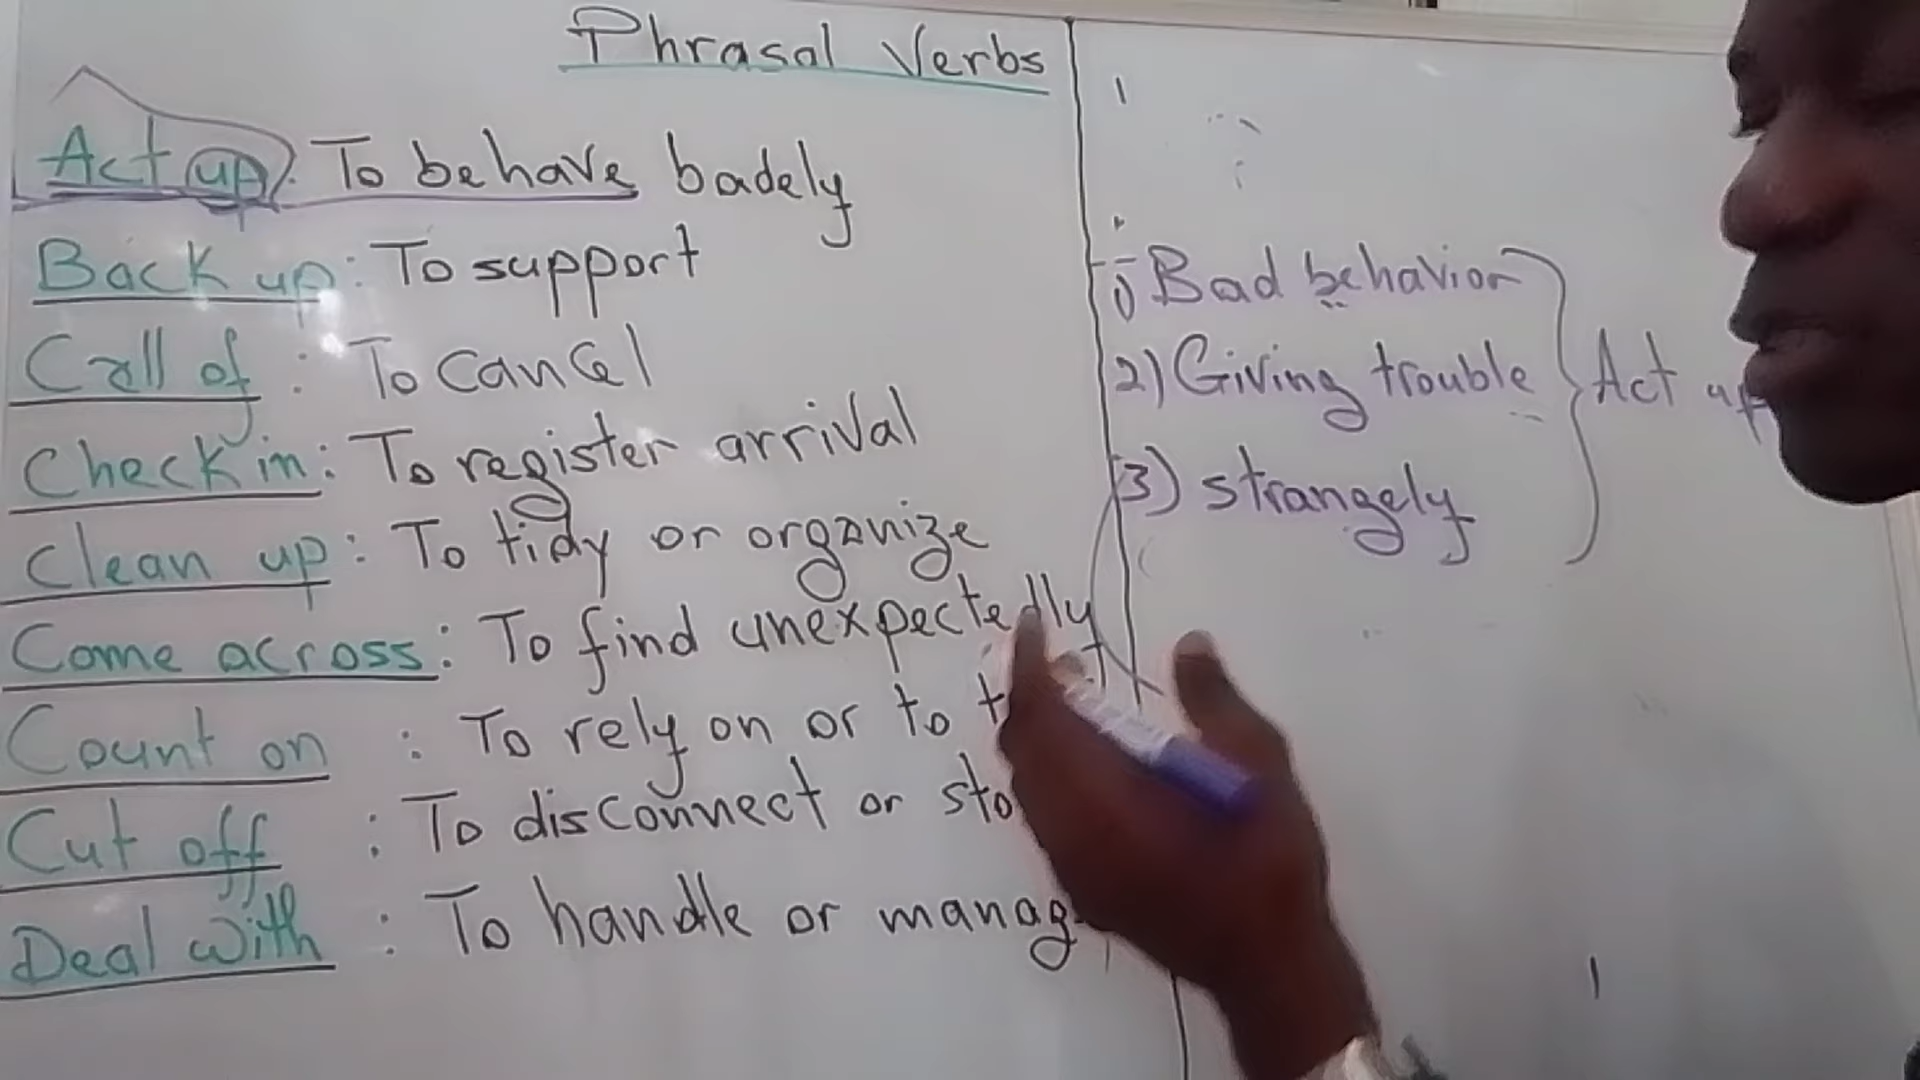 Phrasal Verbs
Act up: To behave badely
Back up: To support
Call of: To cancel
Check in: To register arrival
Clean up: To tidy or organize
Come across: To find unexpectedly
Count on: To rely on or to
Cut off: To disconnect or
Deal with: To handle or
1) Bad behavior
2) Giving trouble
3) strangely
Act up